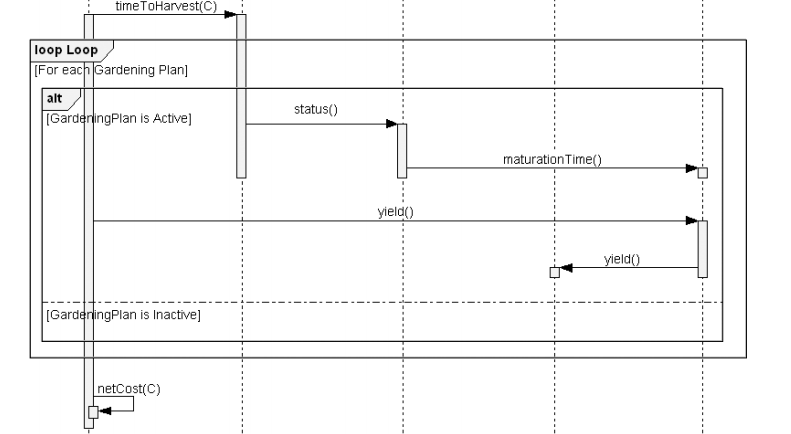 timeToHarvest(C)
loop Loop
[For each Gardening Plan]
alt
[GardeningPlan is Active]
status()
maturationTime()
yield()
yield()
[GardeningPlan is Inactive]
netCost(C)